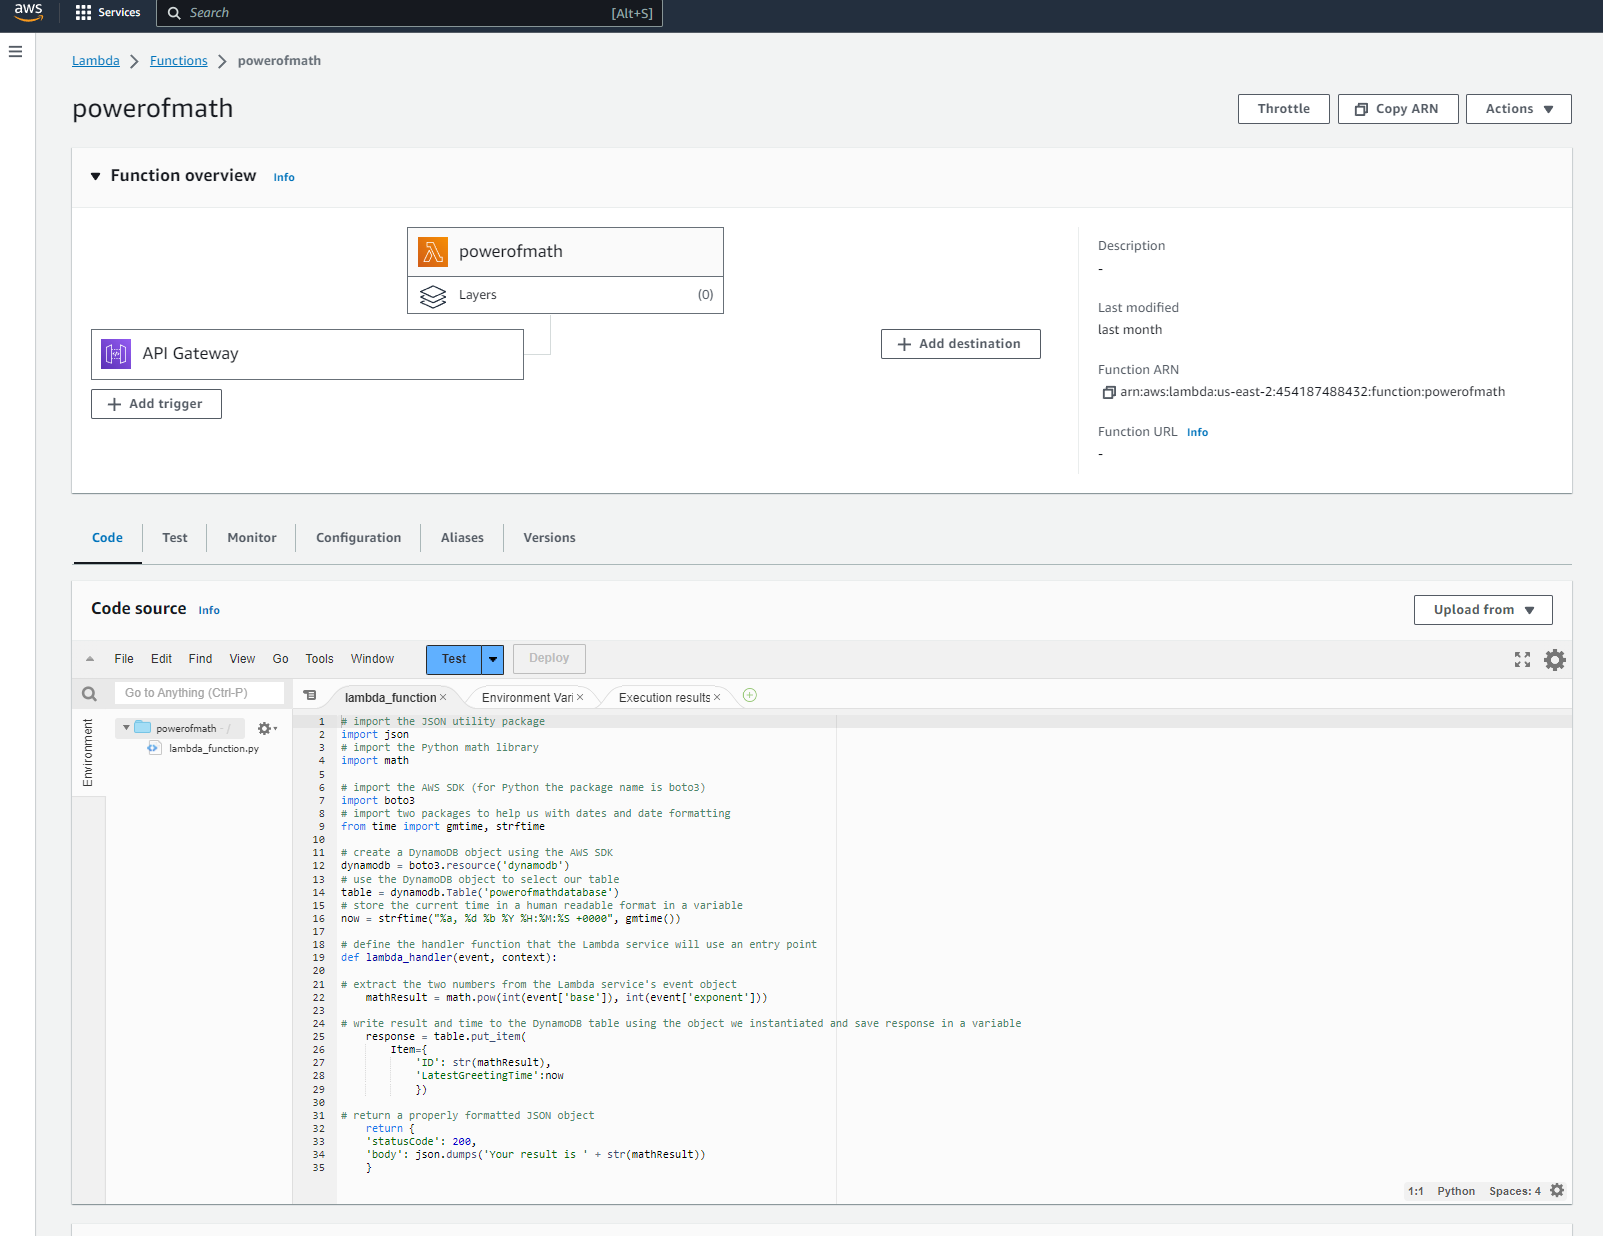 aws
Services
Search
[Alt+S]
Lambda
Functions
powerofmath
powerofmath
Throttle
Copy ARN
Actions
Function overview
Info
powerofmath
Layers
(0)
API Gateway
Add trigger
Add destination
Description
-
Last modified
last month
Function ARN
arn:aws:lambda:us-east-2:454187488432:function:powerofmath
Function URL Info
-
Code
Test
Monitor
Configuration
Aliases
Versions
Code source
Info
Upload from
File Edit Find View Go Tools Window
Test
Deploy
Go to Anything (Ctrl-P)
lambda_function ×
Environment Vari ×
Execution results ×
Environment
powerofmath - /
lambda_function.py
1 # import the JSON utility package
2 import json
3 # import the Python math library
4 import math
5
6 # import the AWS SDK (for Python the package name is boto3)
7 import boto3
8 # import two packages to help us with dates and date formatting
9 from time import gmtime, strftime
10
11 # create a DynamoDB object using the AWS SDK
12 dynamodb = boto3.resource('dynamodb')
13 # use the DynamoDB object to select our table
14 table = dynamodb.Table('powerofmathdatabase')
15 # store the current time in a human readable format in a variable
16 now = strftime("%a, %d %b %Y %H:%M:%S +0000", gmtime())
17
18 # define the handler function that the Lambda service will use an entry point
19 def lambda_handler(event, context):
20
21 # extract the two numbers from the Lambda service's event object
22     mathResult = math.pow(int(event['base']), int(event['exponent']))
23
24 # write result and time to the DynamoDB table using the object we instantiated and save response in a variable
25     response = table.put_item(
26         Item={
27             'ID': str(mathResult),
28             'LatestGreetingTime':now
29             })
30
31 # return a properly formatted JSON object
32     return {
33     'statusCode': 200,
34     'body': json.dumps('Your result is ' + str(mathResult))
35     }
1:1 Python Spaces: 4